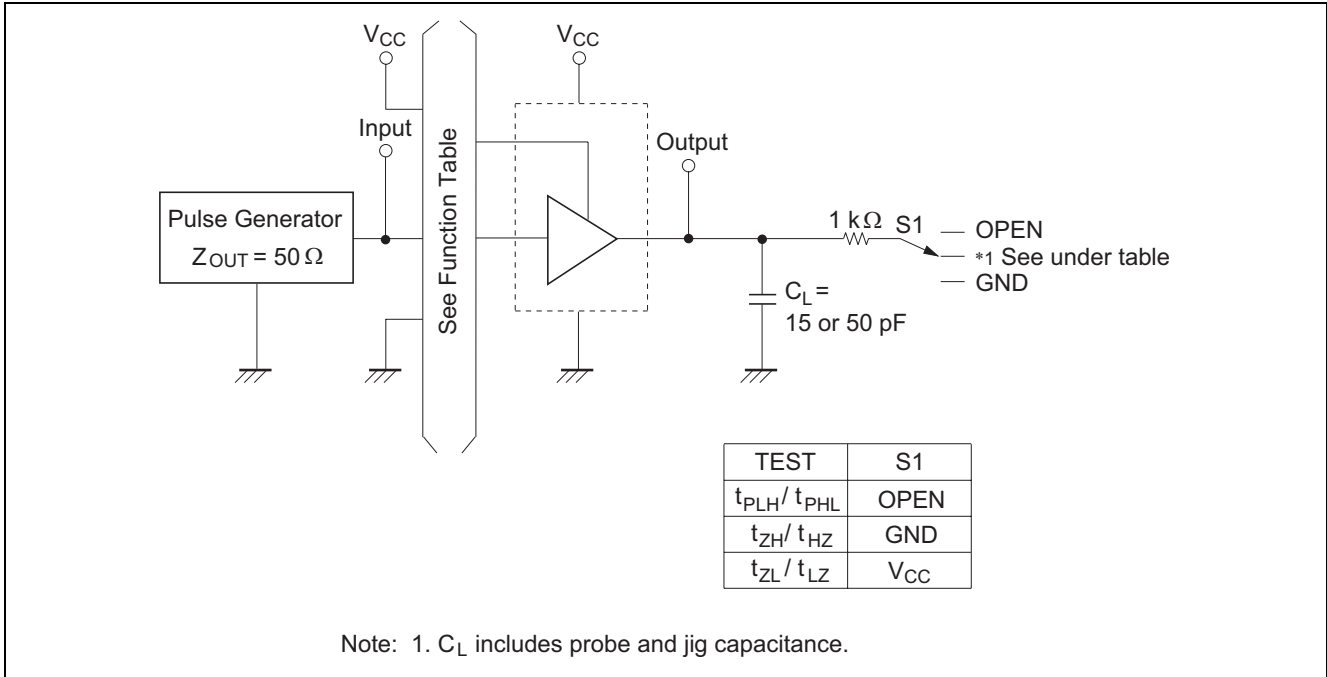 VCC
VCC
Input
Output
See Function Table
Pulse Generator
ZOUT = 50 Ω
1 kΩ
S1
OPEN
*1 See under table
GND
CL =
15 or 50 pF
TEST S1
tPLH / tPHL OPEN
tZH / tHZ GND
tZL / tLZ VCC
Note: 1. CL includes probe and jig capacitance.